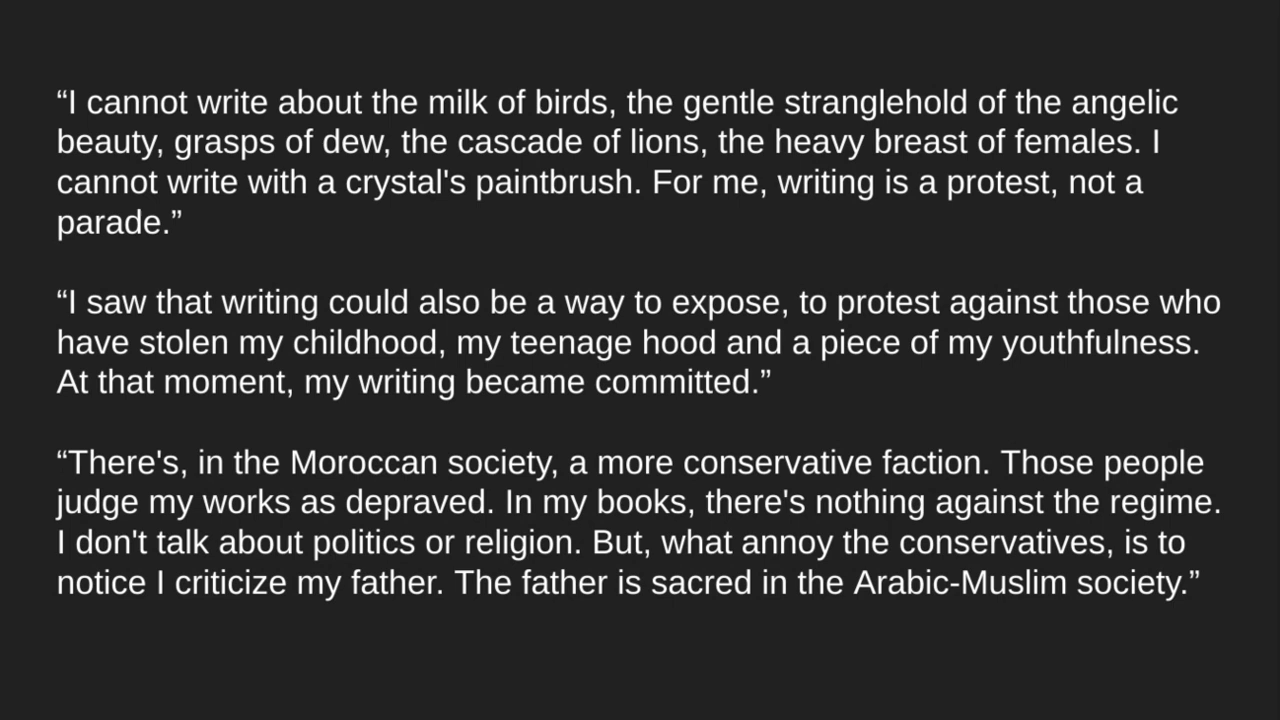 “I cannot write about the milk of birds, the gentle stranglehold of the angelic
beauty, grasps of dew, the cascade of lions, the heavy breast of females. I
cannot write with a crystal's paintbrush. For me, writing is a protest, not a
parade.”
“I saw that writing could also be a way to expose, to protest against those who
have stolen my childhood, my teenage hood and a piece of my youthfulness.
At that moment, my writing became committed.”
“There's, in the Moroccan society, a more conservative faction. Those people
judge my works as depraved. In my books, there's nothing against the regime.
I don't talk about politics or religion. But, what annoy the conservatives, is to
notice I criticize my father. The father is sacred in the Arabic-Muslim society.”